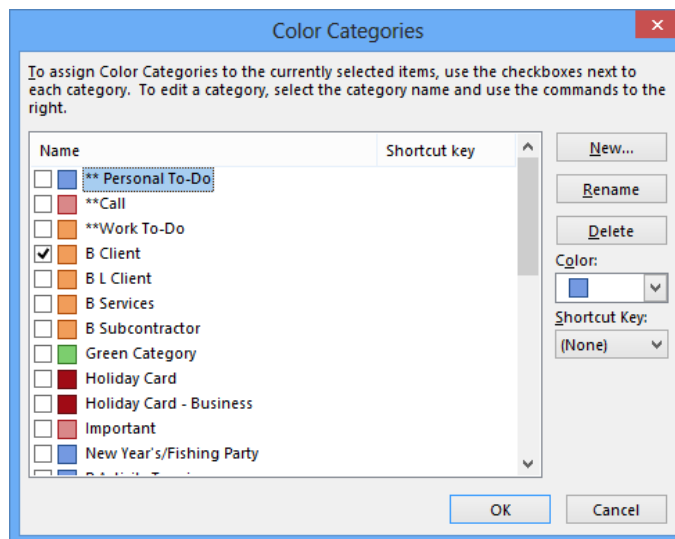 Color Categories
To assign Color Categories to the currently selected items, use the checkboxes next to
each category. To edit a category, select the category name and use the commands to the
right.
Name Shortcut key
** Personal To-Do
**Call
**Work To-Do
B Client
B L Client
B Services
B Subcontractor
Green Category
Holiday Card
Holiday Card - Business
Important
New Year's/Fishing Party
New...
Rename
Delete
Color:
Shortcut Key:
(None)
OK Cancel